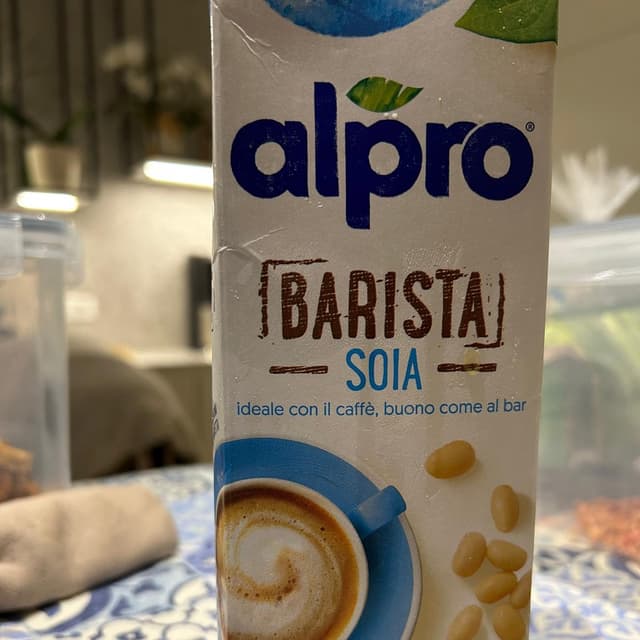 alpro®
BARISTA
SOIA
ideale con il caffè, buono come al bar